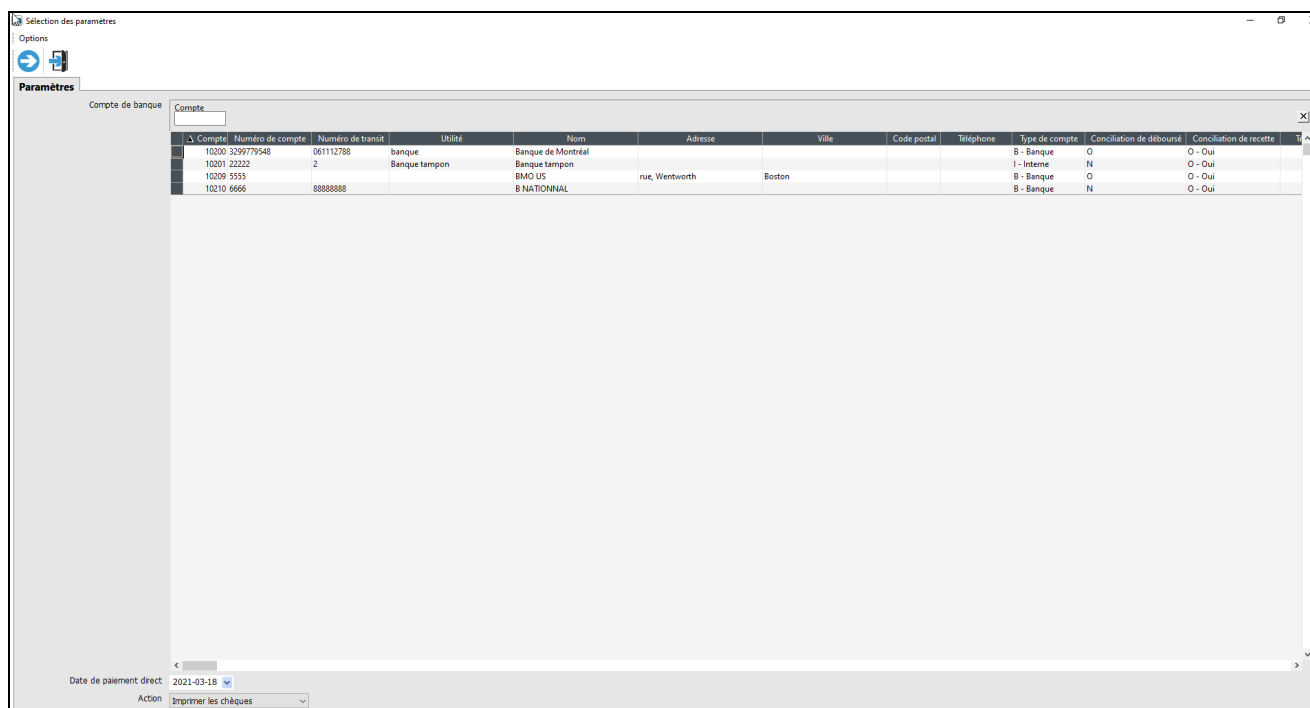 Sélection des paramètres
Options
Paramètres
Compte de banque
Compte
Compte Numéro de compte Numéro de transit Utilité Nom Adresse Ville Code postal Téléphone Type de compte Conciliation de déboursé Conciliation de recette
10200 3299779548 061112788 banque Banque de Montréal B - Banque O O - Oui
10201 22222 2 Banque tampon Banque tampon I - Interne N O - Oui
10209 5555 BMO US rue, Wentworth Boston B - Banque O O - Oui
10210 6666 88888888 B NATIONNAL B - Banque N O - Oui
Date de paiement direct 2021-03-18
Action Imprimer les chèques